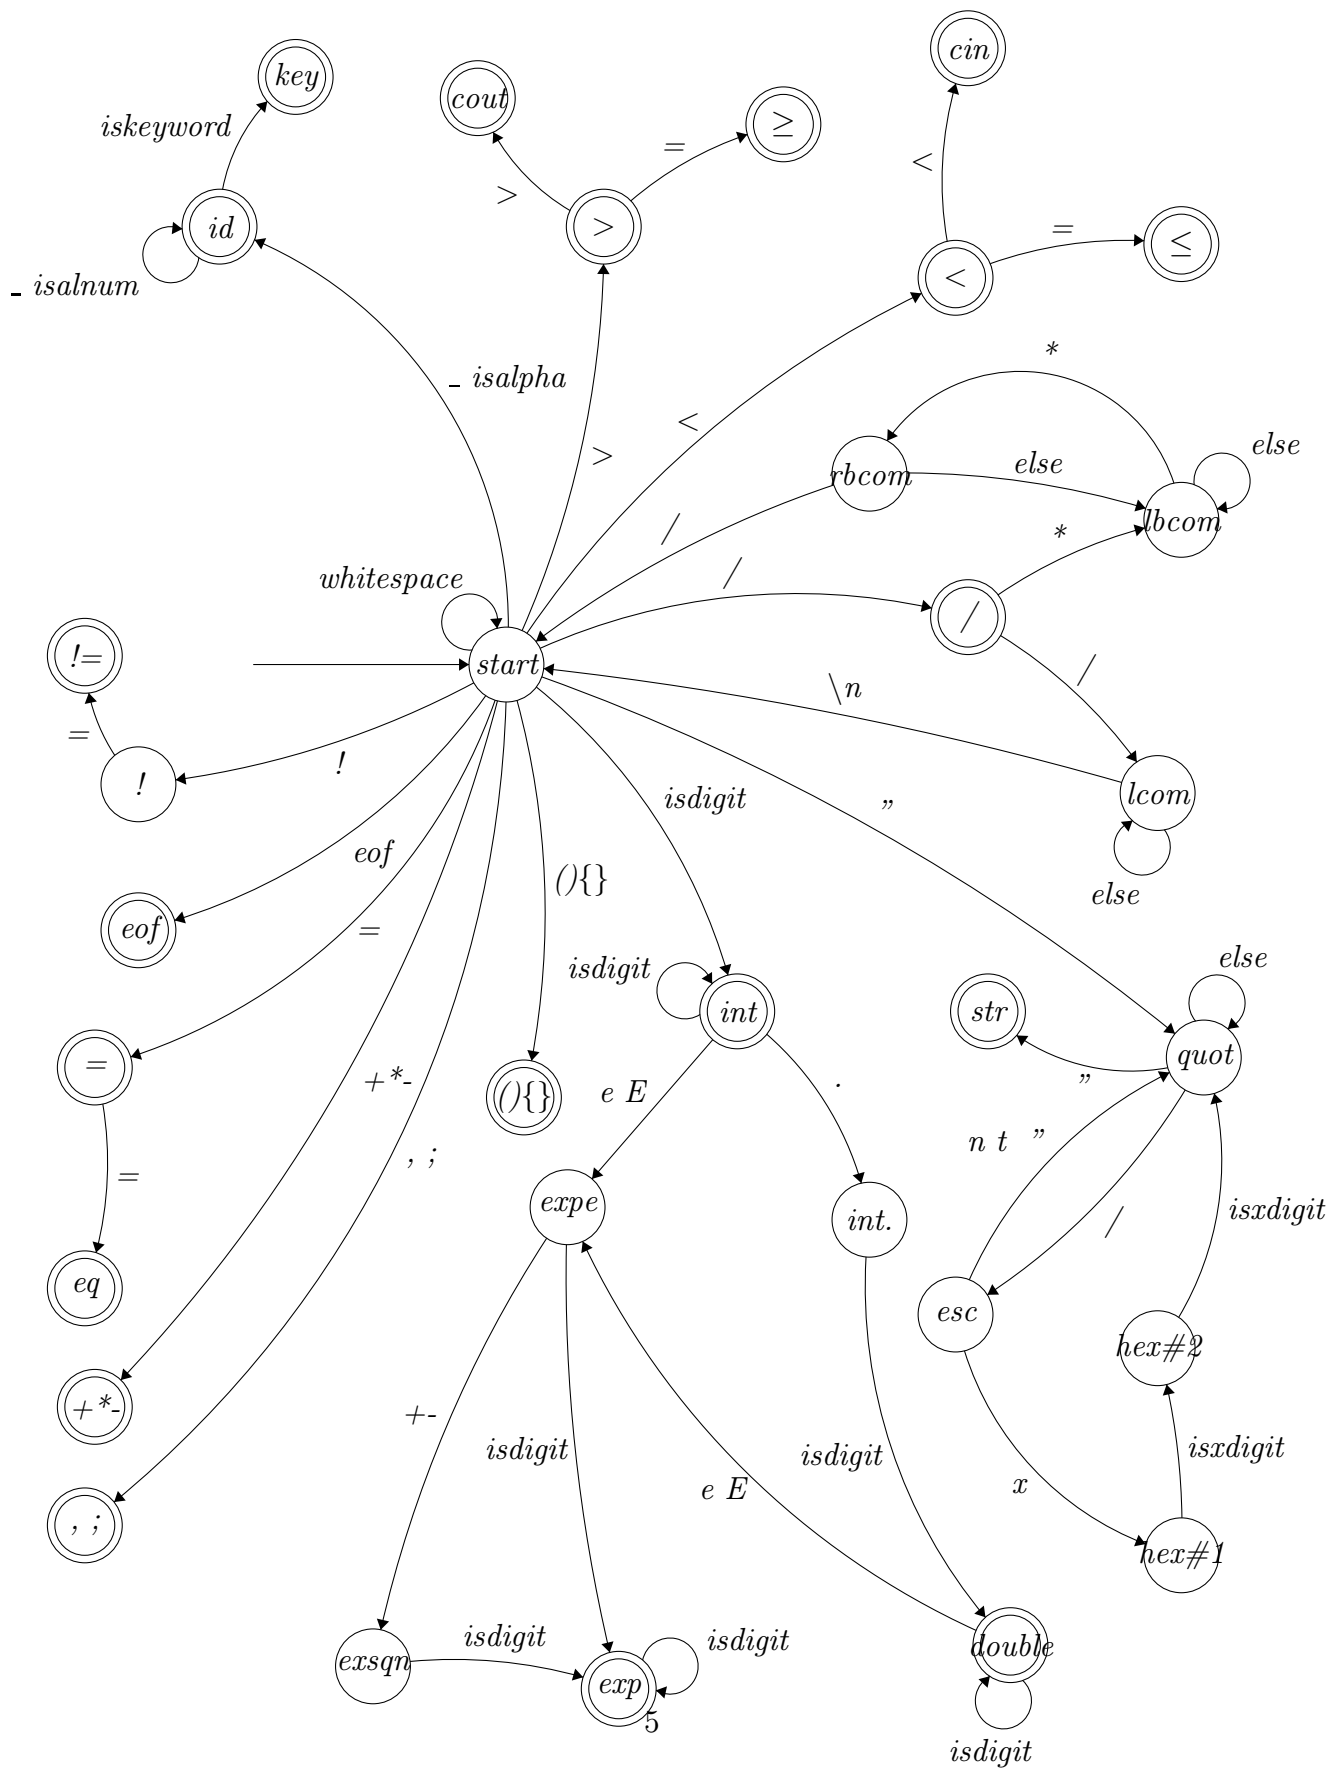 cin
key
cout
≥
iskeyword
=
>
<
id
>
=
≤
<
_ isalnum
*
_ isalpha
<
else
>
else
rbcom
lbcom
/
*
/
whitespace
/
!=
start
/
\n
=
!
!
lcom
isdigit
”
eof
(){}
else
eof
=
isdigit
else
int
str
quot
=
+*-
(){}
e E
.
”
, ;
n t ”
=
expe
int.
isxdigit
/
eq
esc
hex#2
+*-
+-
isdigit
isdigit
isxdigit
e E
x
, ;
hex#1
isdigit
isdigit
double
exsqn
exp
5
isdigit